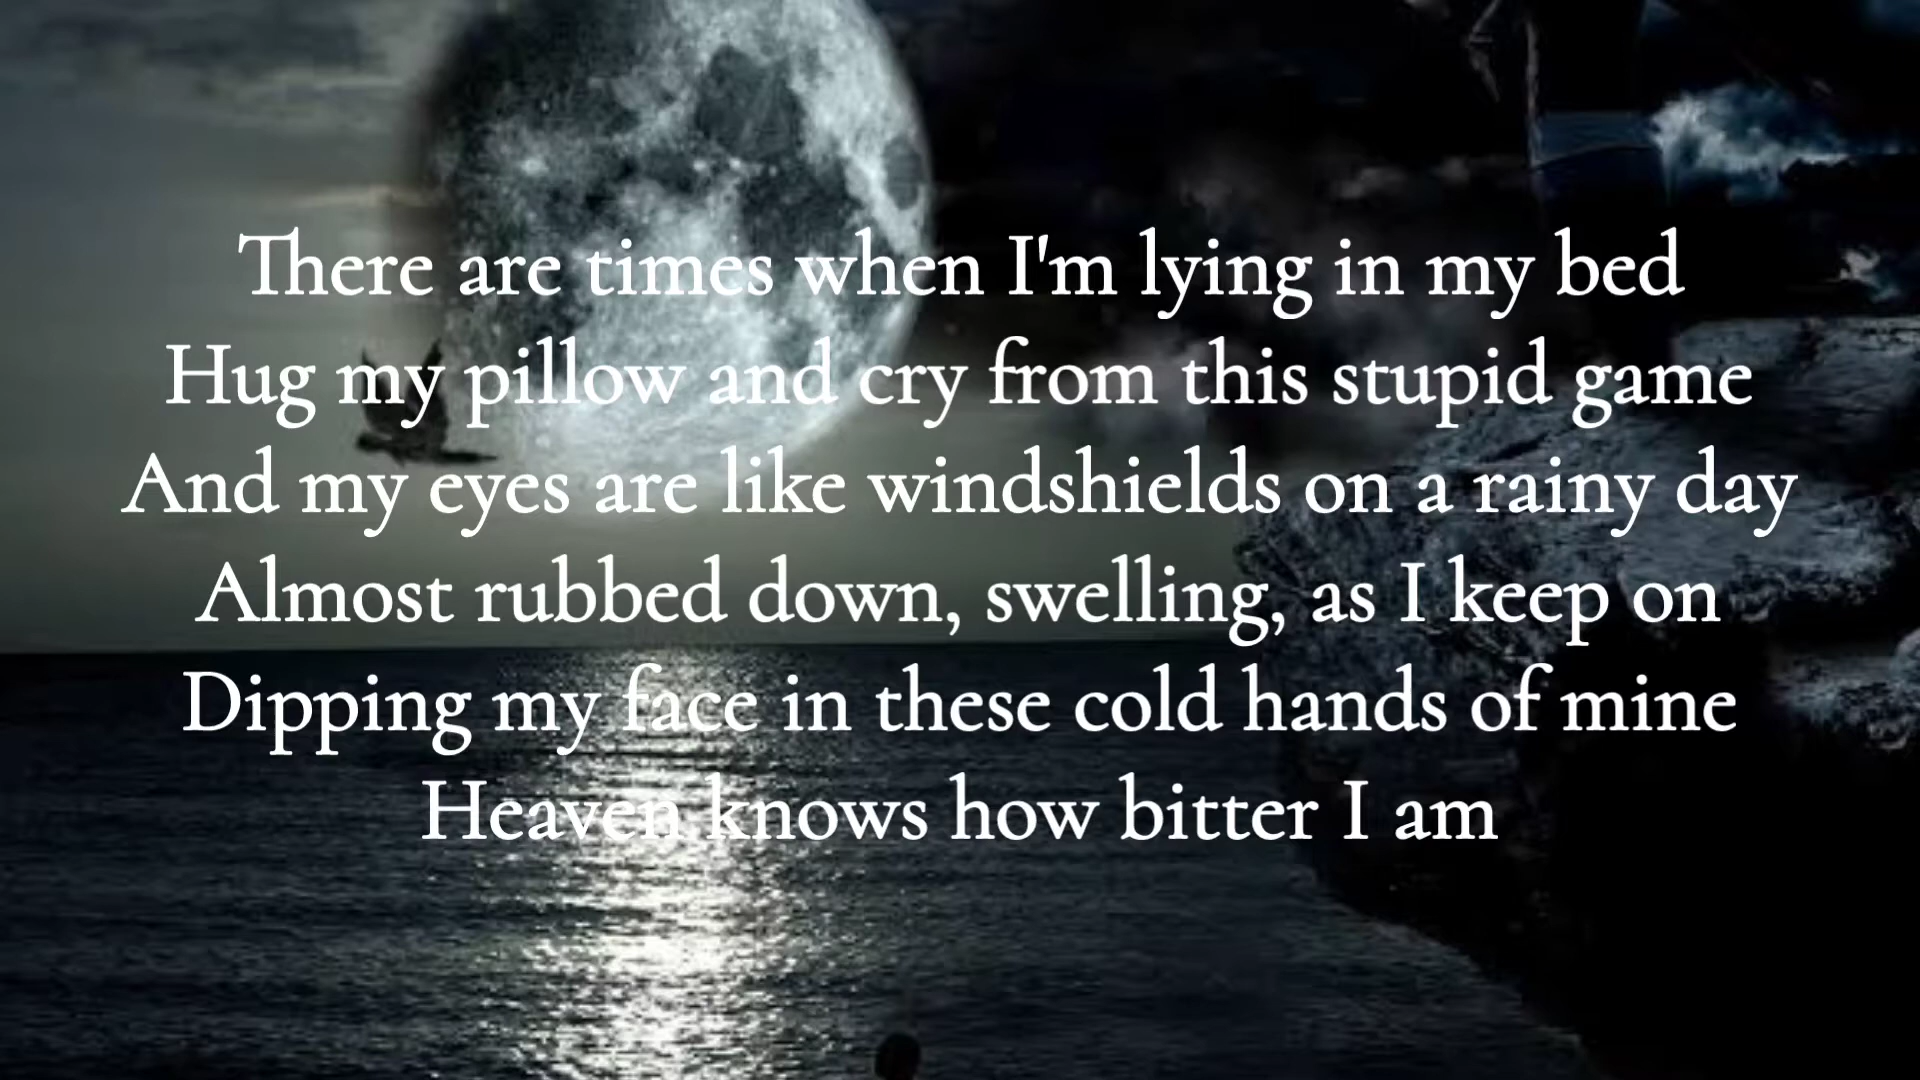 There are times when I'm lying in my bed
Hug my pillow and cry from this stupid game
And my eyes are like windshields on a rainy day
Almost rubbed down, swelling, as I keep on
Dipping my face in these cold hands of mine
Heaven knows how bitter I am